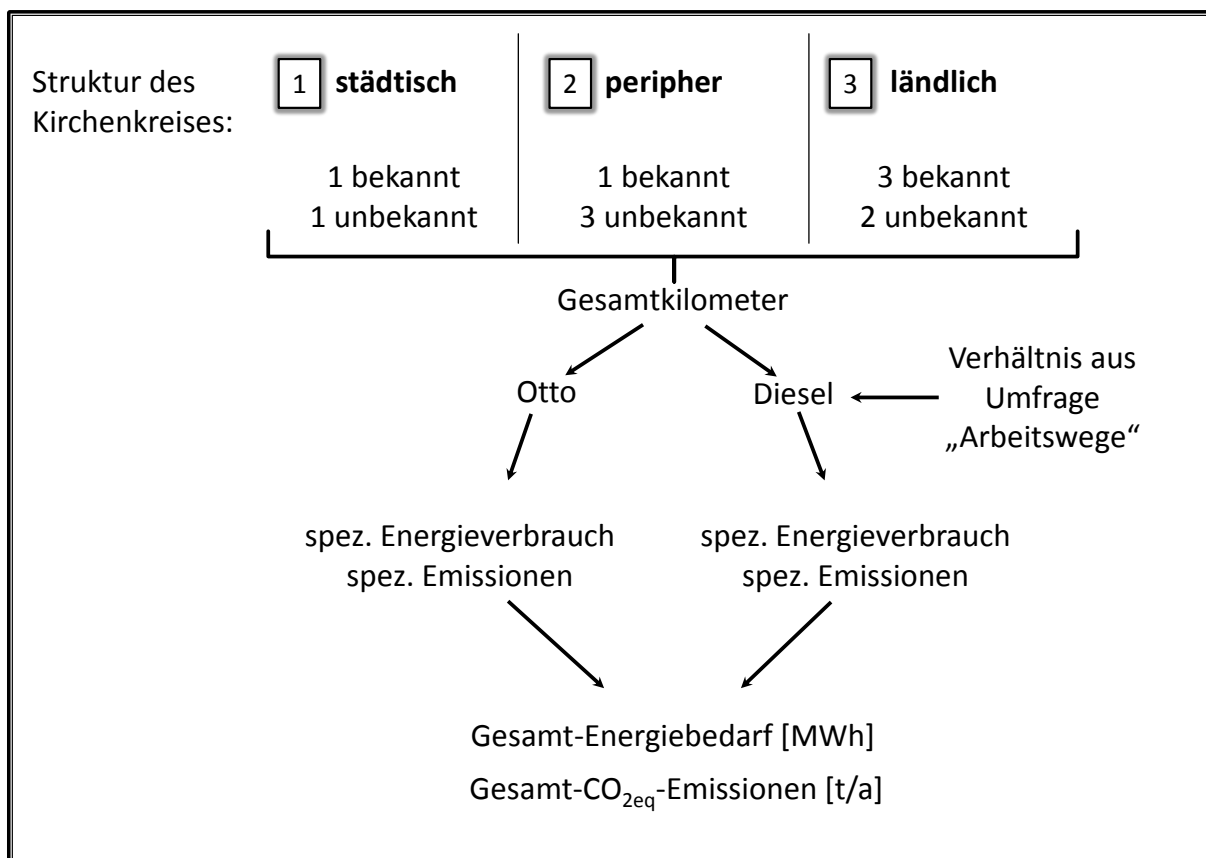 Struktur des
Kirchenkreises:
1 städtisch
1 bekannt
1 unbekannt
2 peripher
1 bekannt
3 unbekannt
3 ländlich
3 bekannt
2 unbekannt
Gesamtkilometer
Otto
Diesel
Verhältnis aus
Umfrage
„Arbeitswege“
spez. Energieverbrauch
spez. Emissionen
spez. Energieverbrauch
spez. Emissionen
Gesamt-Energiebedarf [MWh]
Gesamt-CO₂eq-Emissionen [t/a]